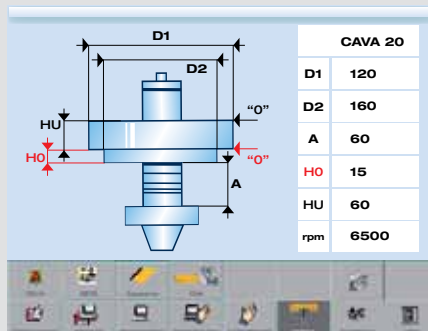 D1
D2
HU
H0
"0"
"0"
A
CAVA 20
D1 120
D2 160
A 60
H0 15
HU 60
rpm 6500